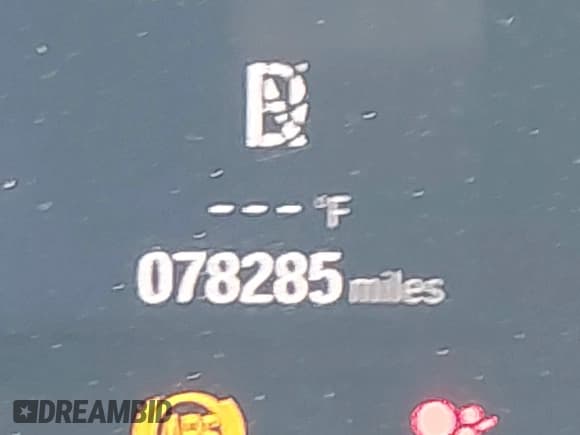 --- °F
078285 miles
DREAMBID